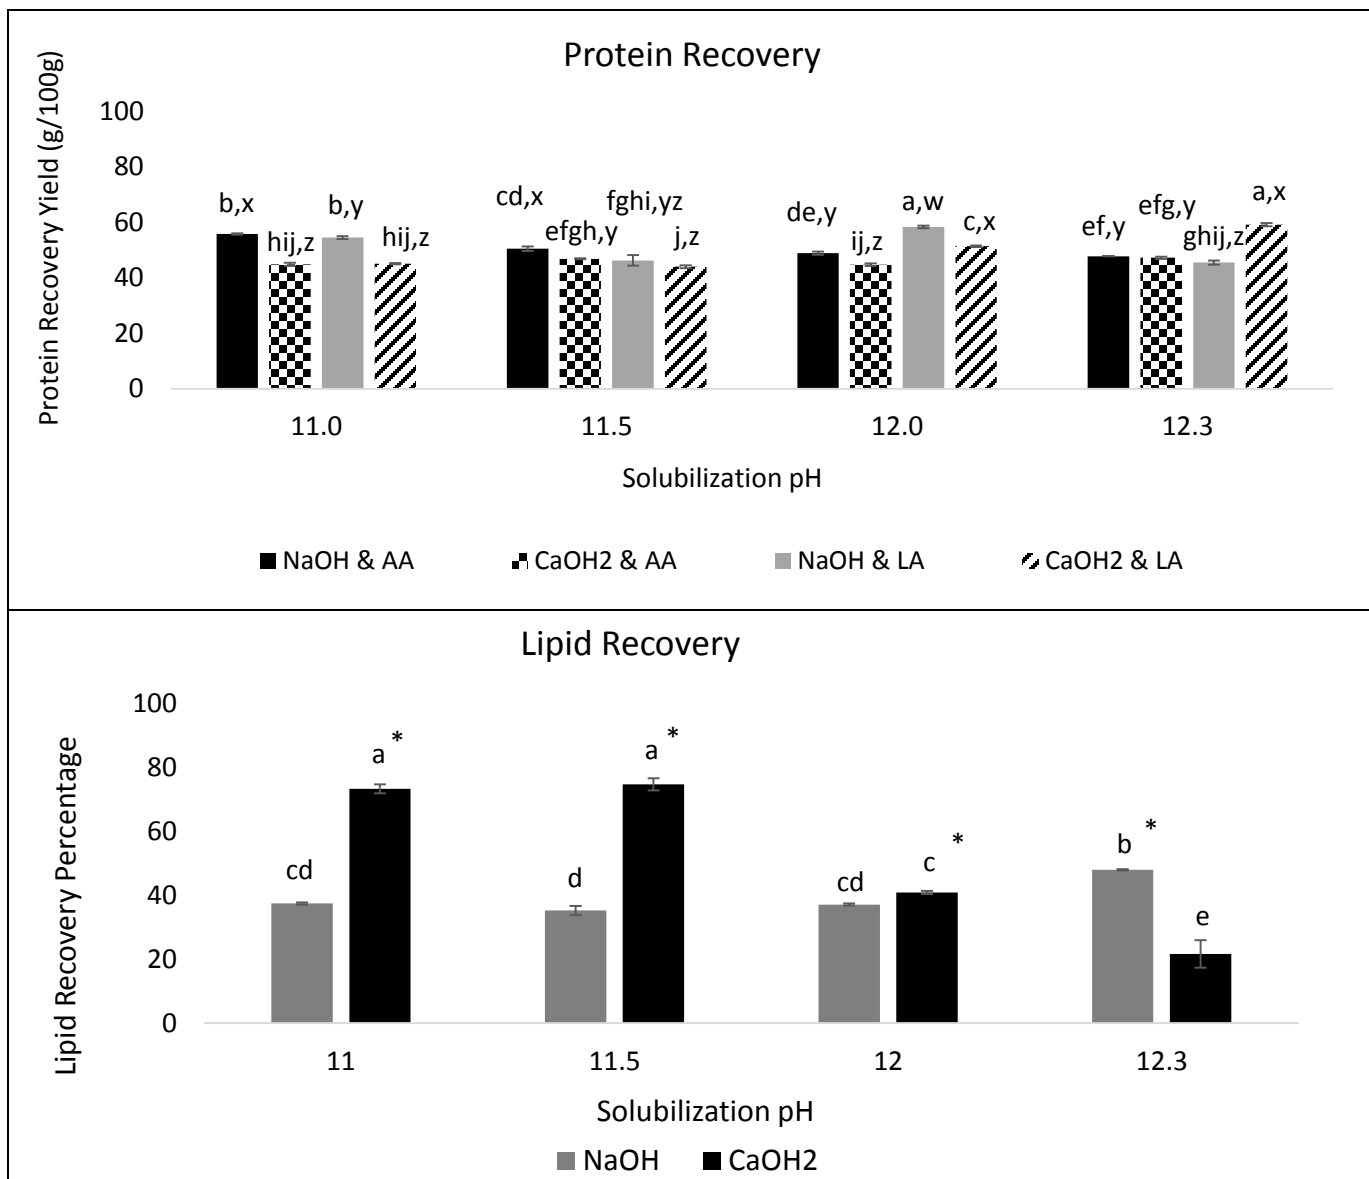 Protein Recovery
Protein Recovery Yield (g/100g)
100
80
60
40
20
0
b,x
hij,z
b,y
hij,z
cd,x
efgh,y
fghi,yz
j,z
de,y
ij,z
a,w
c,x
ef,y
efg,y
ghij,z
a,x
11.0 11.5 12.0 12.3
Solubilization pH
NaOH & AA CaOH2 & AA NaOH & LA CaOH2 & LA
Lipid Recovery
Lipid Recovery Percentage
100
80
60
40
20
0
cd
a *
d
a *
cd
c *
b *
e
11 11.5 12 12.3
Solubilization pH
NaOH CaOH2